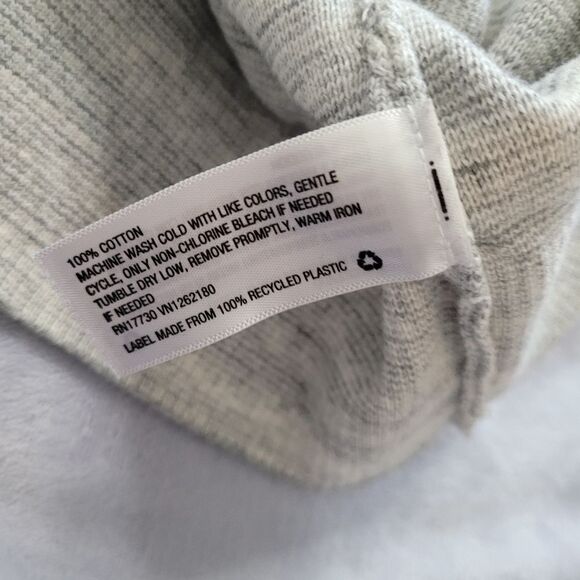 100% COTTON
MACHINE WASH COLD WITH LIKE COLORS, GENTLE
CYCLE, ONLY NON-CHLORINE BLEACH IF NEEDED
TUMBLE DRY LOW, REMOVE PROMPTLY, WARM IRON
IF NEEDED
RN17730 VN1262180
LABEL MADE FROM 100% RECYCLED PLASTIC